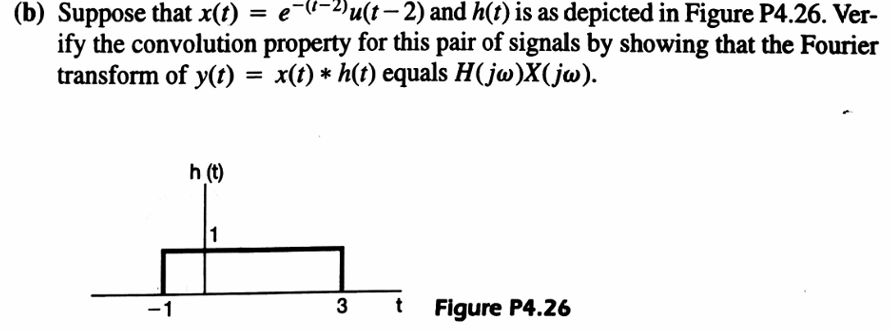 (b) Suppose that x(t) = e^{-(t-2)}u(t-2) and h(t) is as depicted in Figure P4.26. Ver-
ify the convolution property for this pair of signals by showing that the Fourier
transform of y(t) = x(t) * h(t) equals H(jω)X(jω).
h (t)
1
-1 3 t Figure P4.26